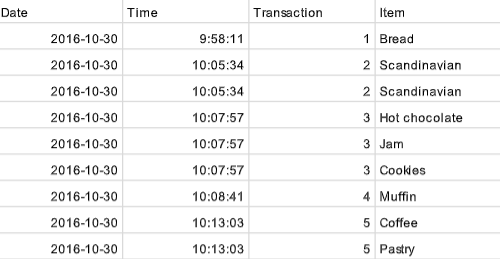 Date Time Transaction Item
2016-10-30 9:58:11 1 Bread
2016-10-30 10:05:34 2 Scandinavian
2016-10-30 10:05:34 2 Scandinavian
2016-10-30 10:07:57 3 Hot chocolate
2016-10-30 10:07:57 3 Jam
2016-10-30 10:07:57 3 Cookies
2016-10-30 10:08:41 4 Muffin
2016-10-30 10:13:03 5 Coffee
2016-10-30 10:13:03 5 Pastry